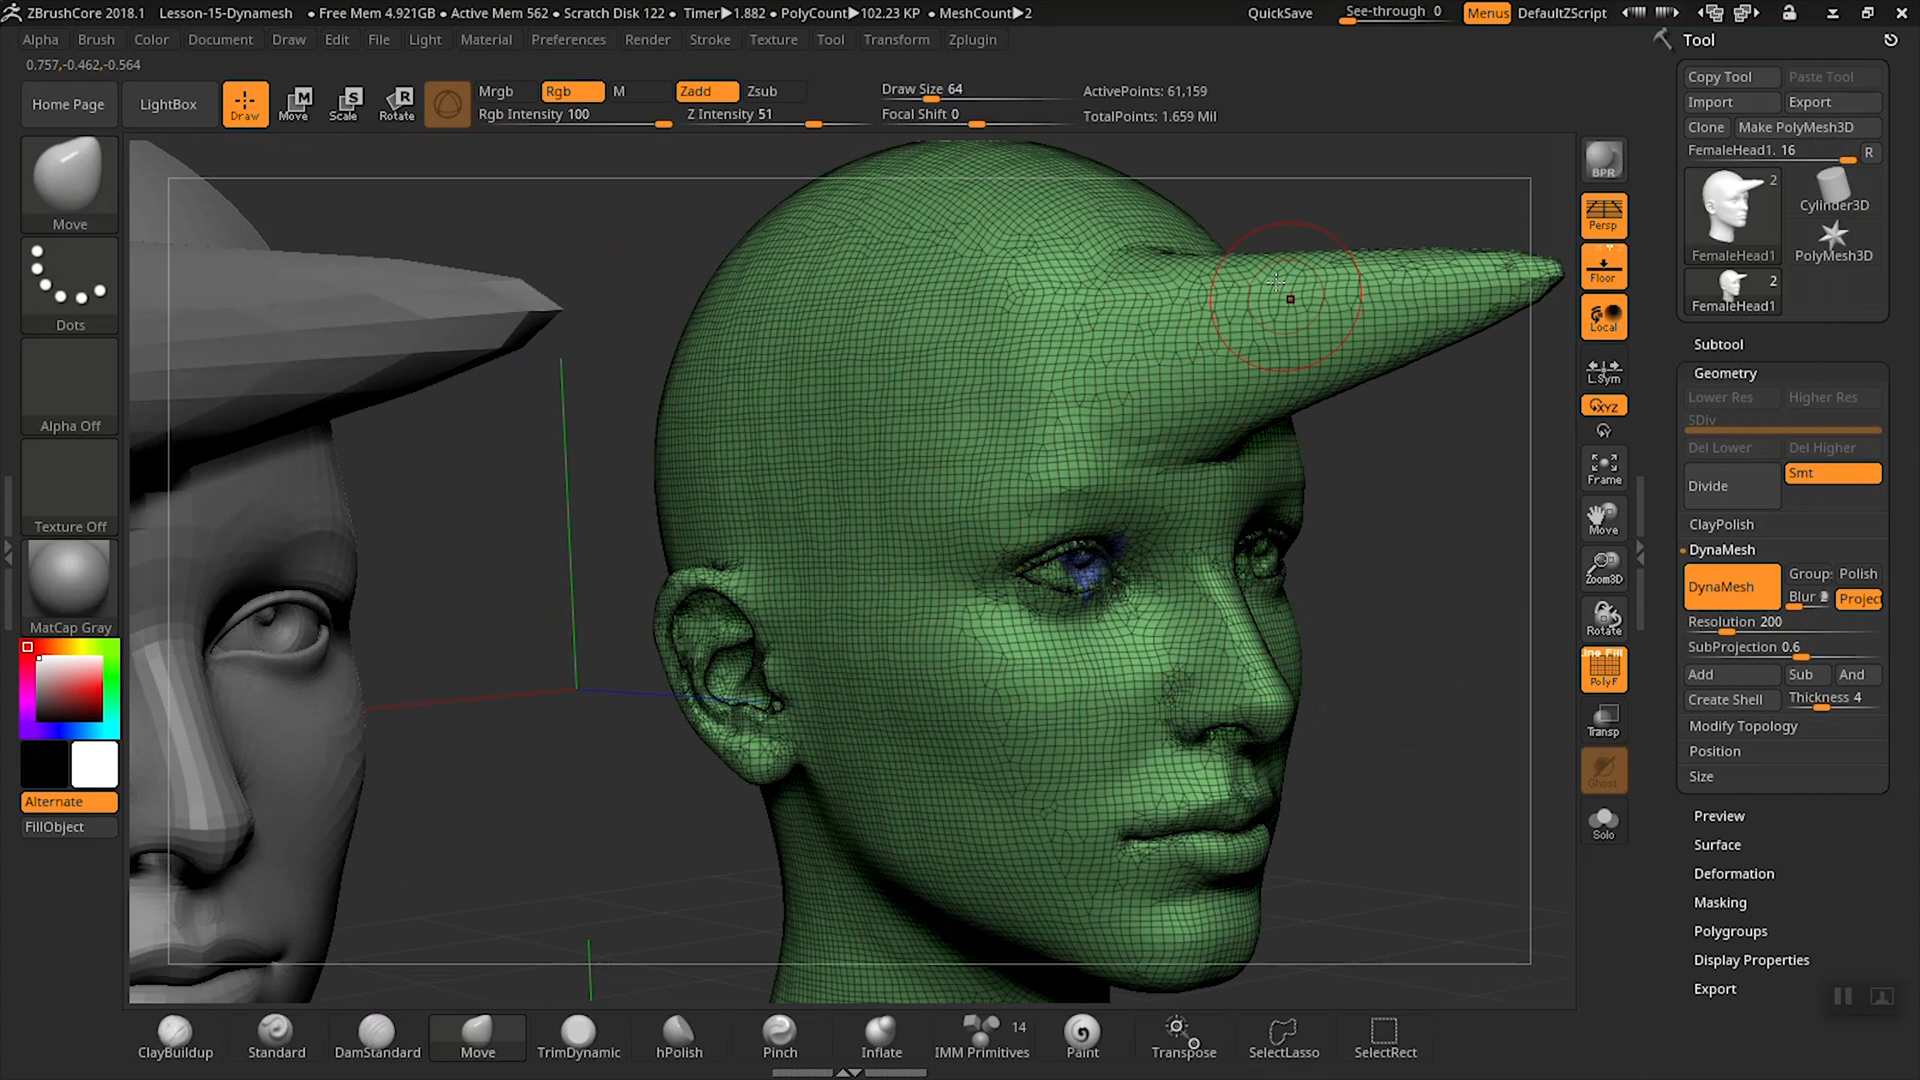 ZBrushCore 2018.1 Lesson-15-Dynamesh • Free Mem 4.921GB • Active Mem 562 • Scratch Disk 122 • Timer▶1.882 • PolyCount▶102.23 KP • MeshCount▶2 QuickSave See-through 0 Menus DefaultZScript
Alpha Brush Color Document Draw Edit File Light Material Preferences Render Stroke Texture Tool Transform Zplugin
Tool
0.757,-0.462,-0.564
Home Page
LightBox
Draw
Move
Scale
Rotate
Mrgb Rgb M
Rgb Intensity 100
Zadd Zsub
Z Intensity 51
Draw Size 64
Focal Shift 0
ActivePoints: 61,159
TotalPoints: 1.659 Mil
Move
Dots
Alpha Off
Texture Off
MatCap Gray
Alternate
FillObject
BPR
Persp
Floor
Local
L.Sym
XYZ
Frame
Move
Zoom3D
Rotate
Line Fill
PolyF
Transp
Ghost
Solo
Copy Tool Paste Tool
Import Export
Clone Make PolyMesh3D
FemaleHead1. 16 R
2
Cylinder3D
FemaleHead1 PolyMesh3D
2
FemaleHead1
Subtool
Geometry
Lower Res Higher Res
SDiv
Del Lower Del Higher
Divide Smt
ClayPolish
DynaMesh
DynaMesh
Group: Polish
Blur 2 Project
Resolution 200
SubProjection 0.6
Add Sub And
Create Shell Thickness 4
Modify Topology
Position
Size
Preview
Surface
Deformation
Masking
Polygroups
Display Properties
Export
ClayBuildup Standard DamStandard Move TrimDynamic hPolish Pinch Inflate IMM Primitives 14 Paint Transpose SelectLasso SelectRect